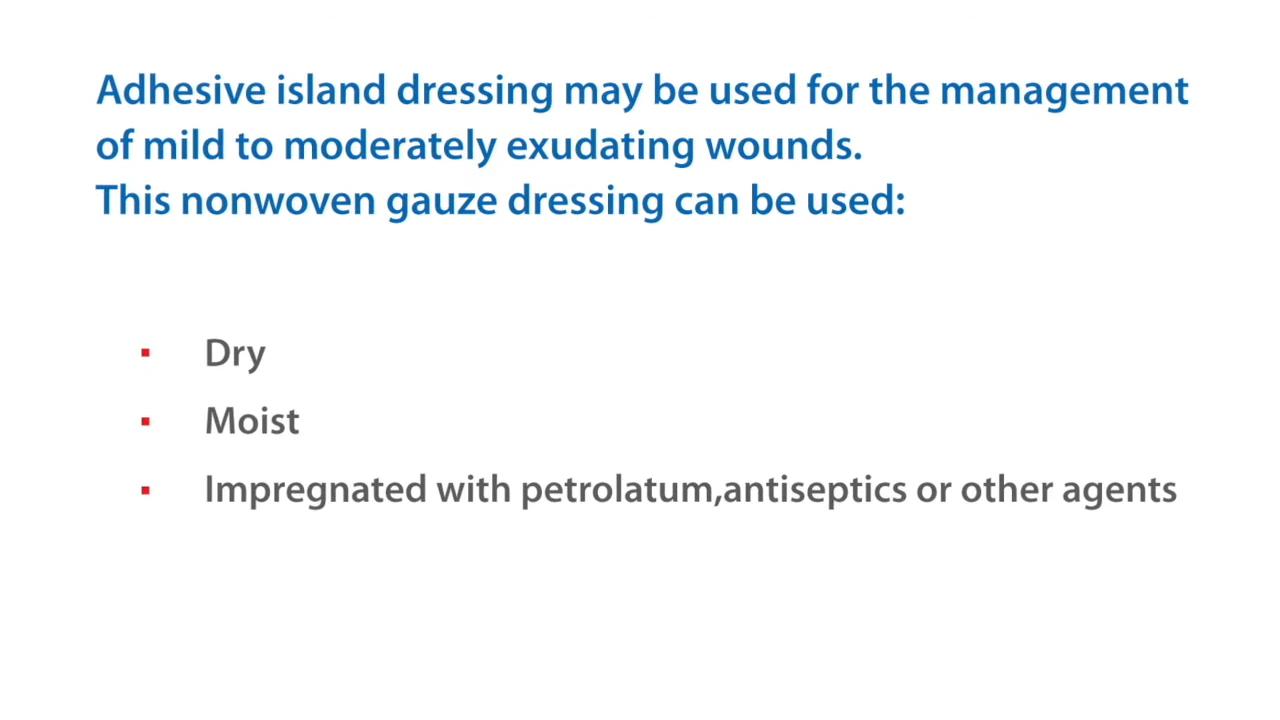 Adhesive island dressing may be used for the management
of mild to moderately exudating wounds.
This nonwoven gauze dressing can be used:
▪ Dry
▪ Moist
▪ Impregnated with petrolatum,antiseptics or other agents